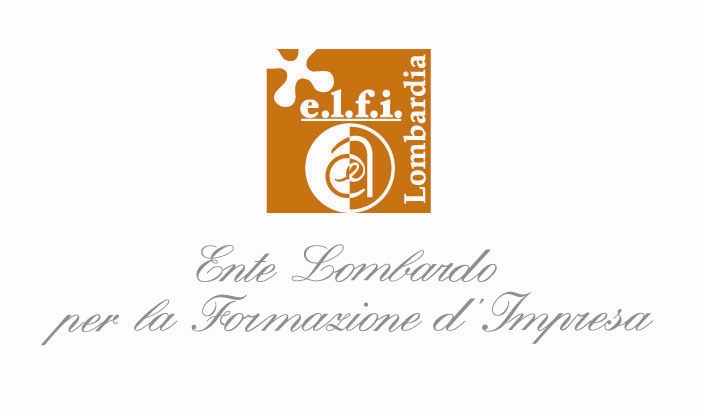 e.l.f.i.
Lombardia
Ente Lombardo
per la Formazione d'Impresa